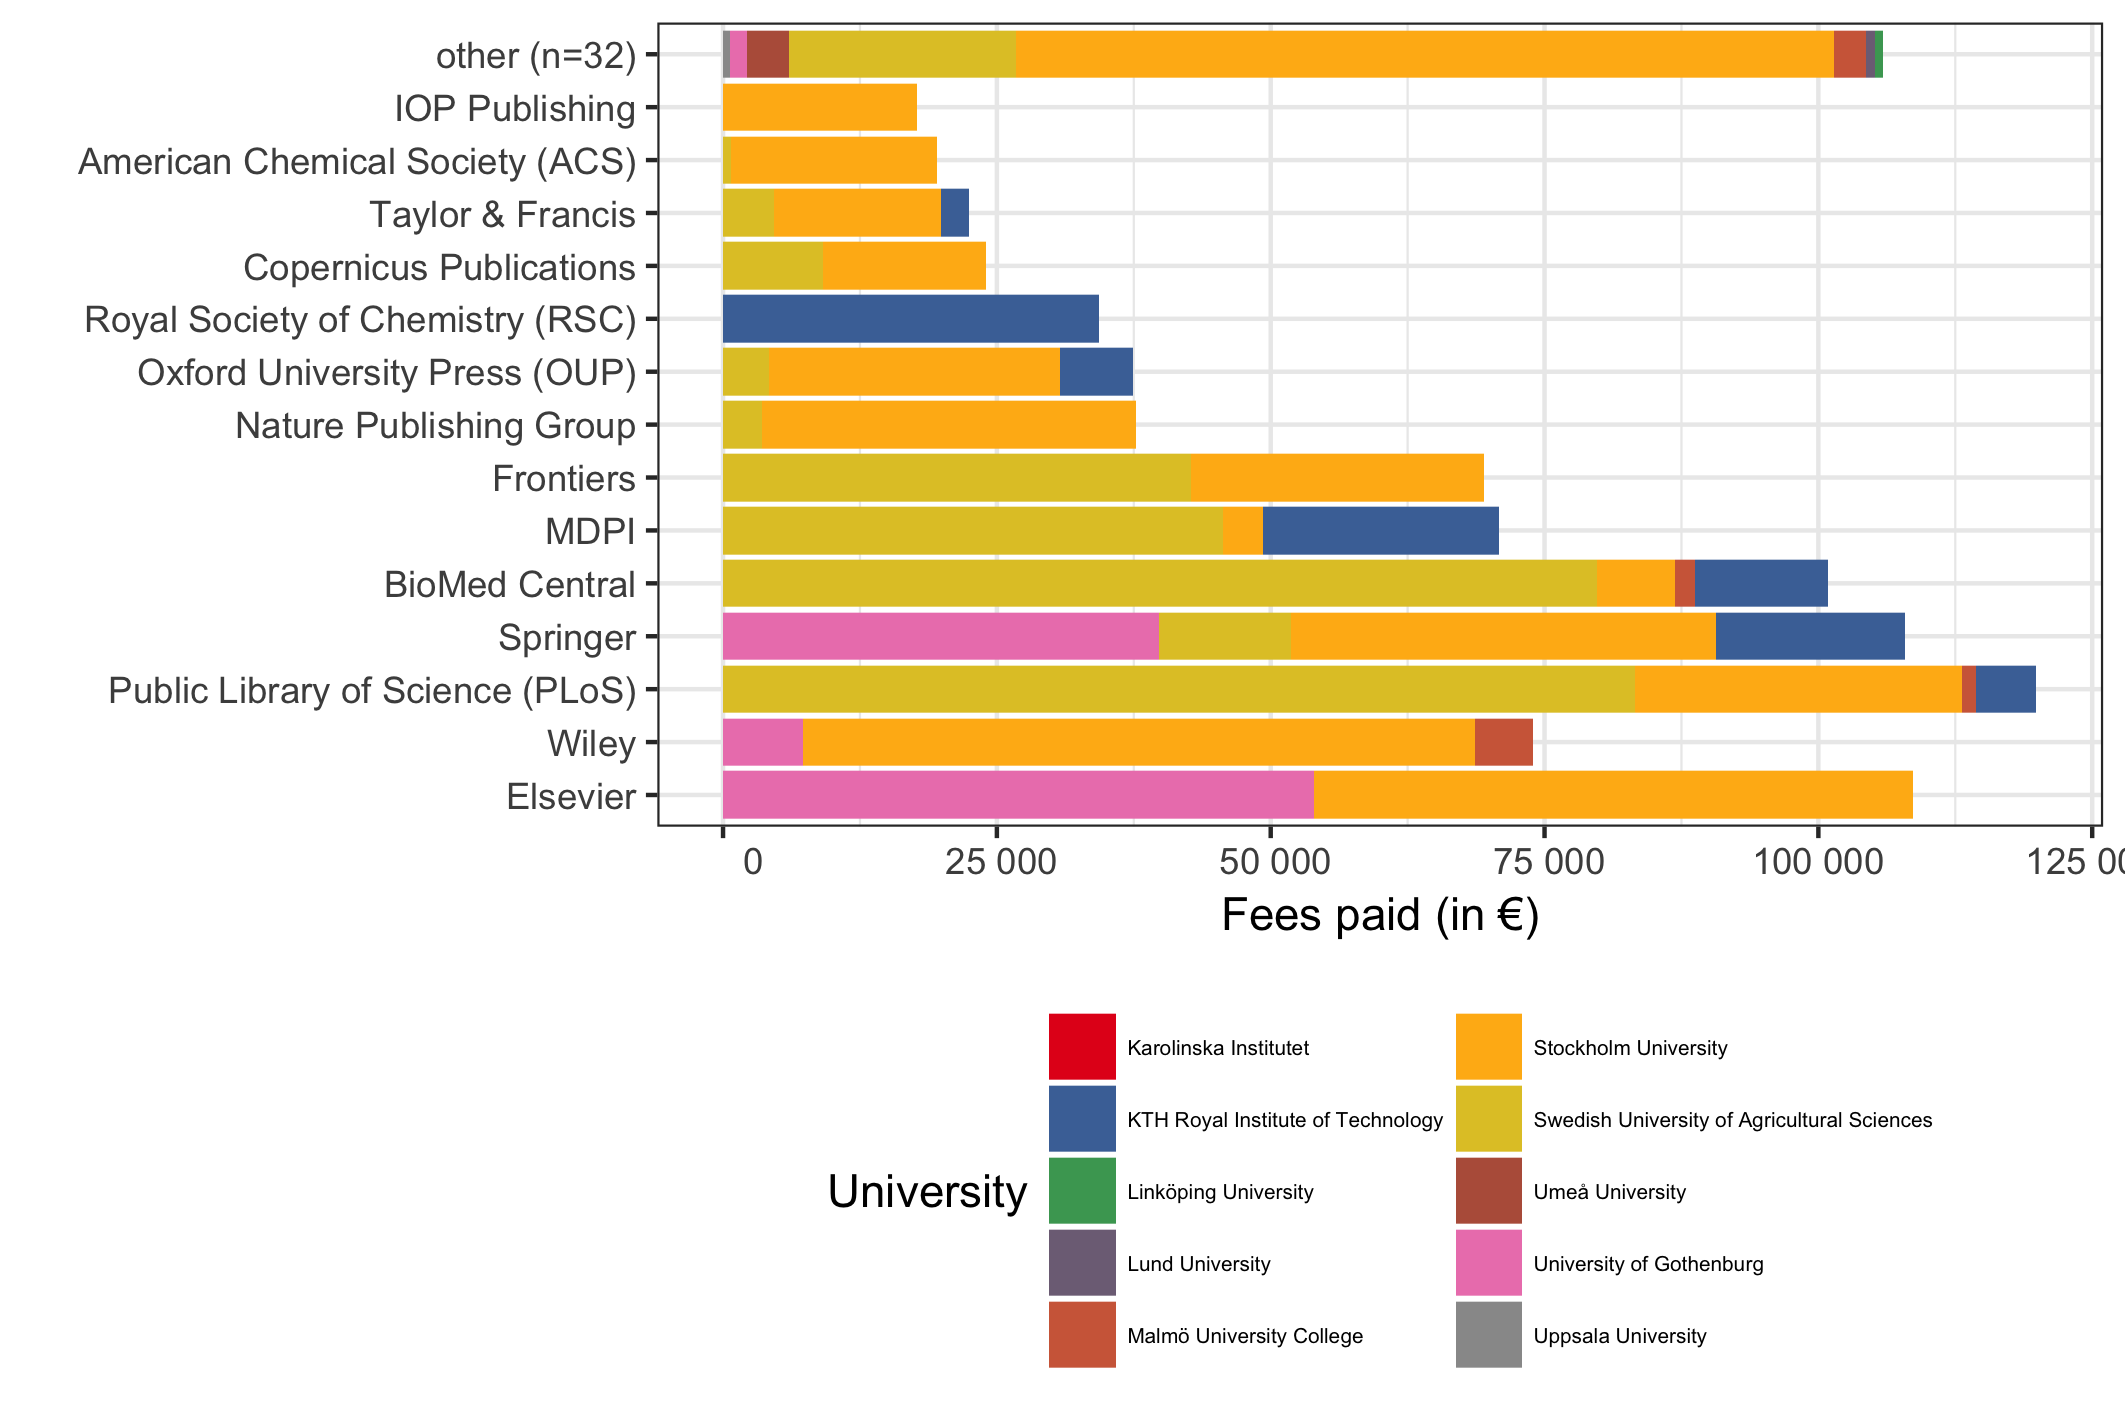 other (n=32)
IOP Publishing
American Chemical Society (ACS)
Taylor & Francis
Copernicus Publications
Royal Society of Chemistry (RSC)
Oxford University Press (OUP)
Nature Publishing Group
Frontiers
MDPI
BioMed Central
Springer
Public Library of Science (PLoS)
Wiley
Elsevier
0 25 000 50 000 75 000 100 000 125 00
Fees paid (in €)
University
Karolinska Institutet
KTH Royal Institute of Technology
Linköping University
Lund University
Malmö University College
Stockholm University
Swedish University of Agricultural Sciences
Umeå University
University of Gothenburg
Uppsala University